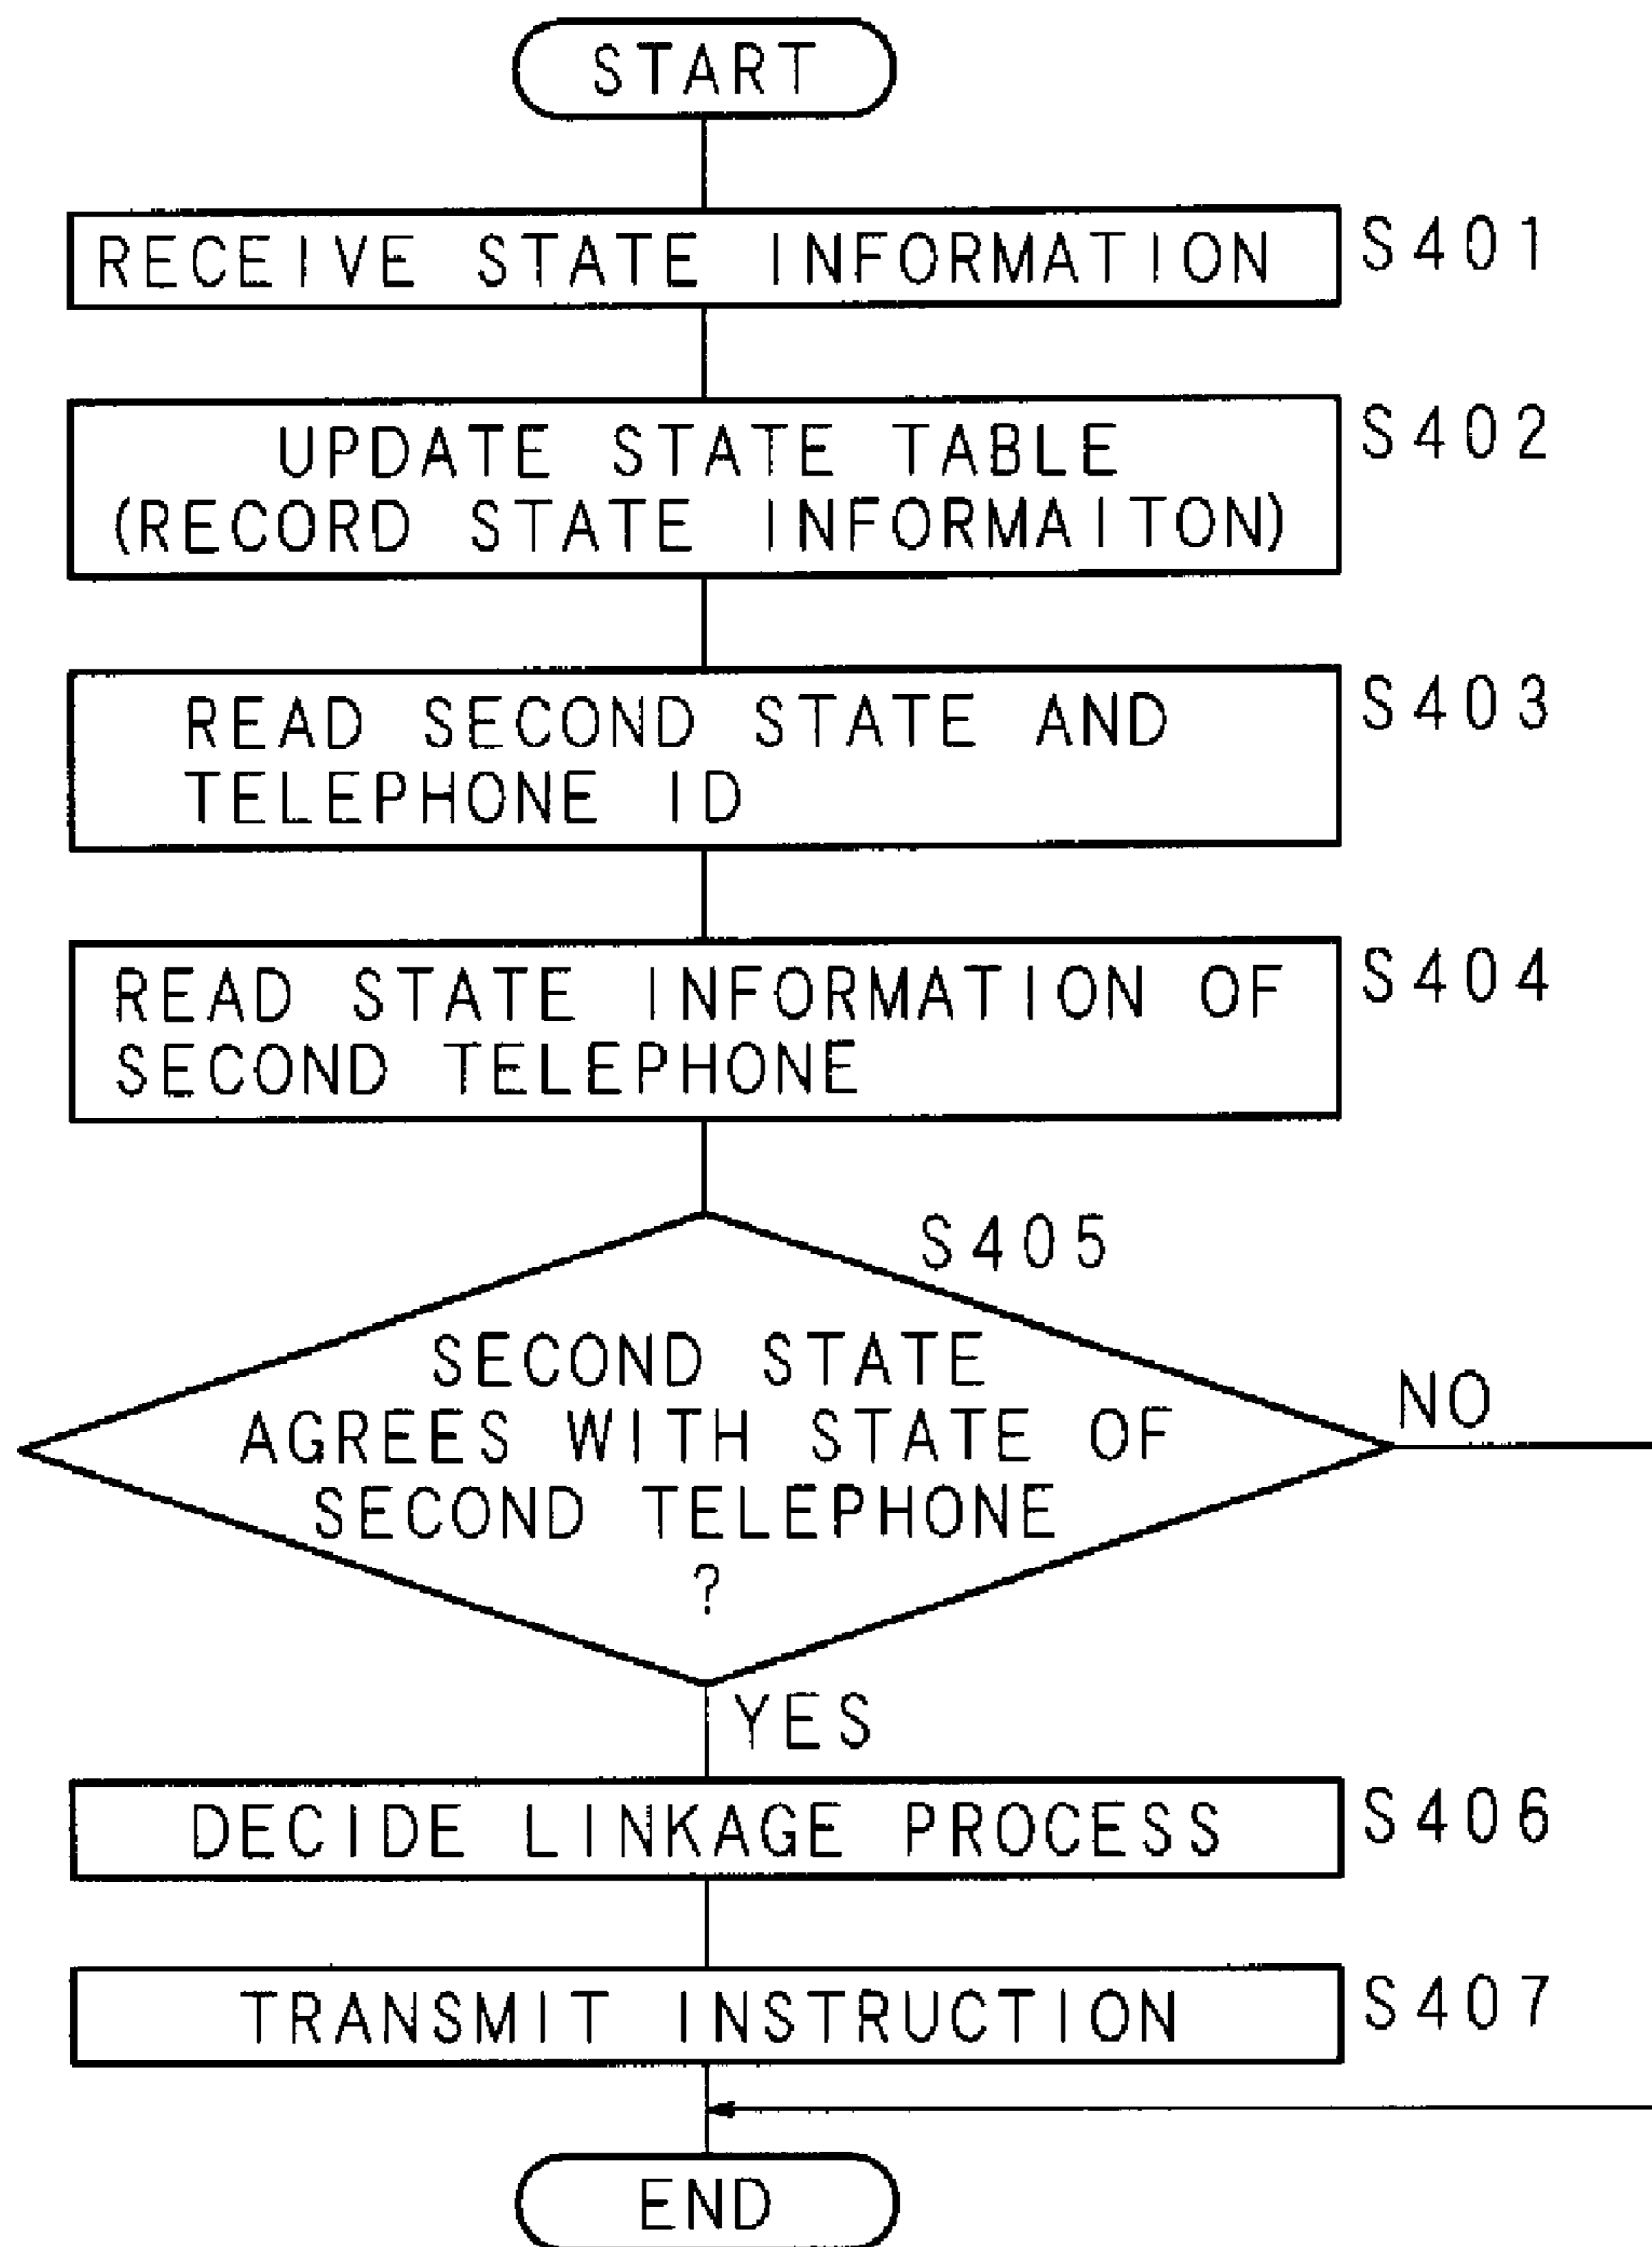 START
RECEIVE STATE INFORMATION S401
UPDATE STATE TABLE S402
(RECORD STATE INFORMAITON)
READ SECOND STATE AND S403
TELEPHONE ID
READ STATE INFORMATION OF S404
SECOND TELEPHONE
S405
SECOND STATE
AGREES WITH STATE OF
SECOND TELEPHONE
?
NO
YES
DECIDE LINKAGE PROCESS S406
TRANSMIT INSTRUCTION S407
END